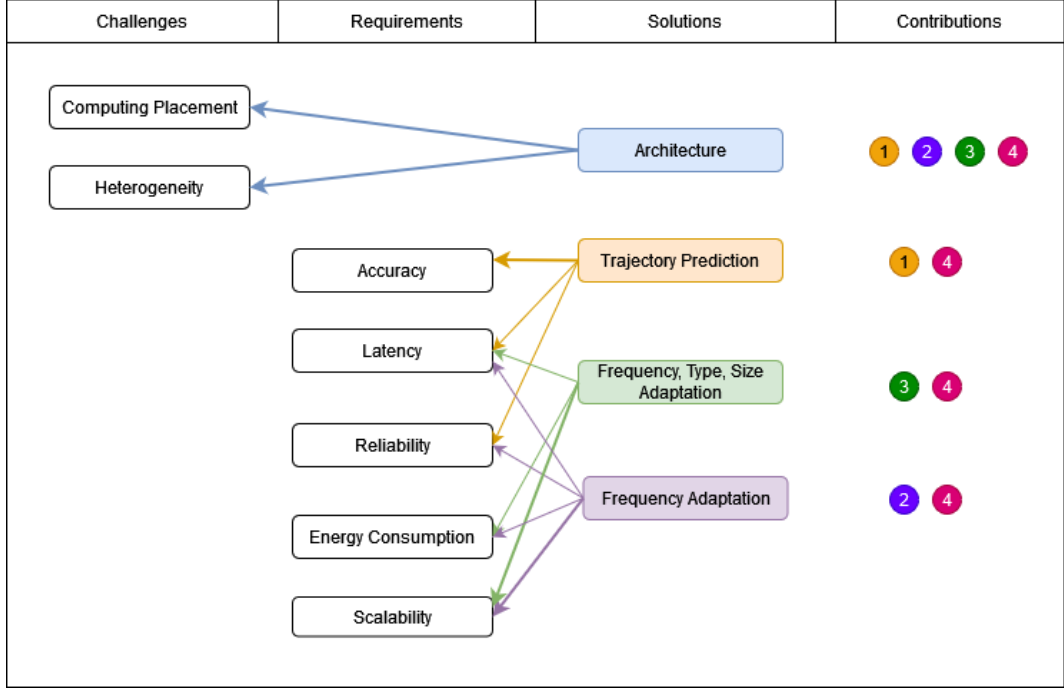 Challenges
Requirements
Solutions
Contributions
Computing Placement
Architecture
1 2 3 4
Heterogeneity
Accuracy
Trajectory Prediction
1 4
Latency
Frequency, Type, Size
Adaptation
3 4
Reliability
Frequency Adaptation
2 4
Energy Consumption
Scalability